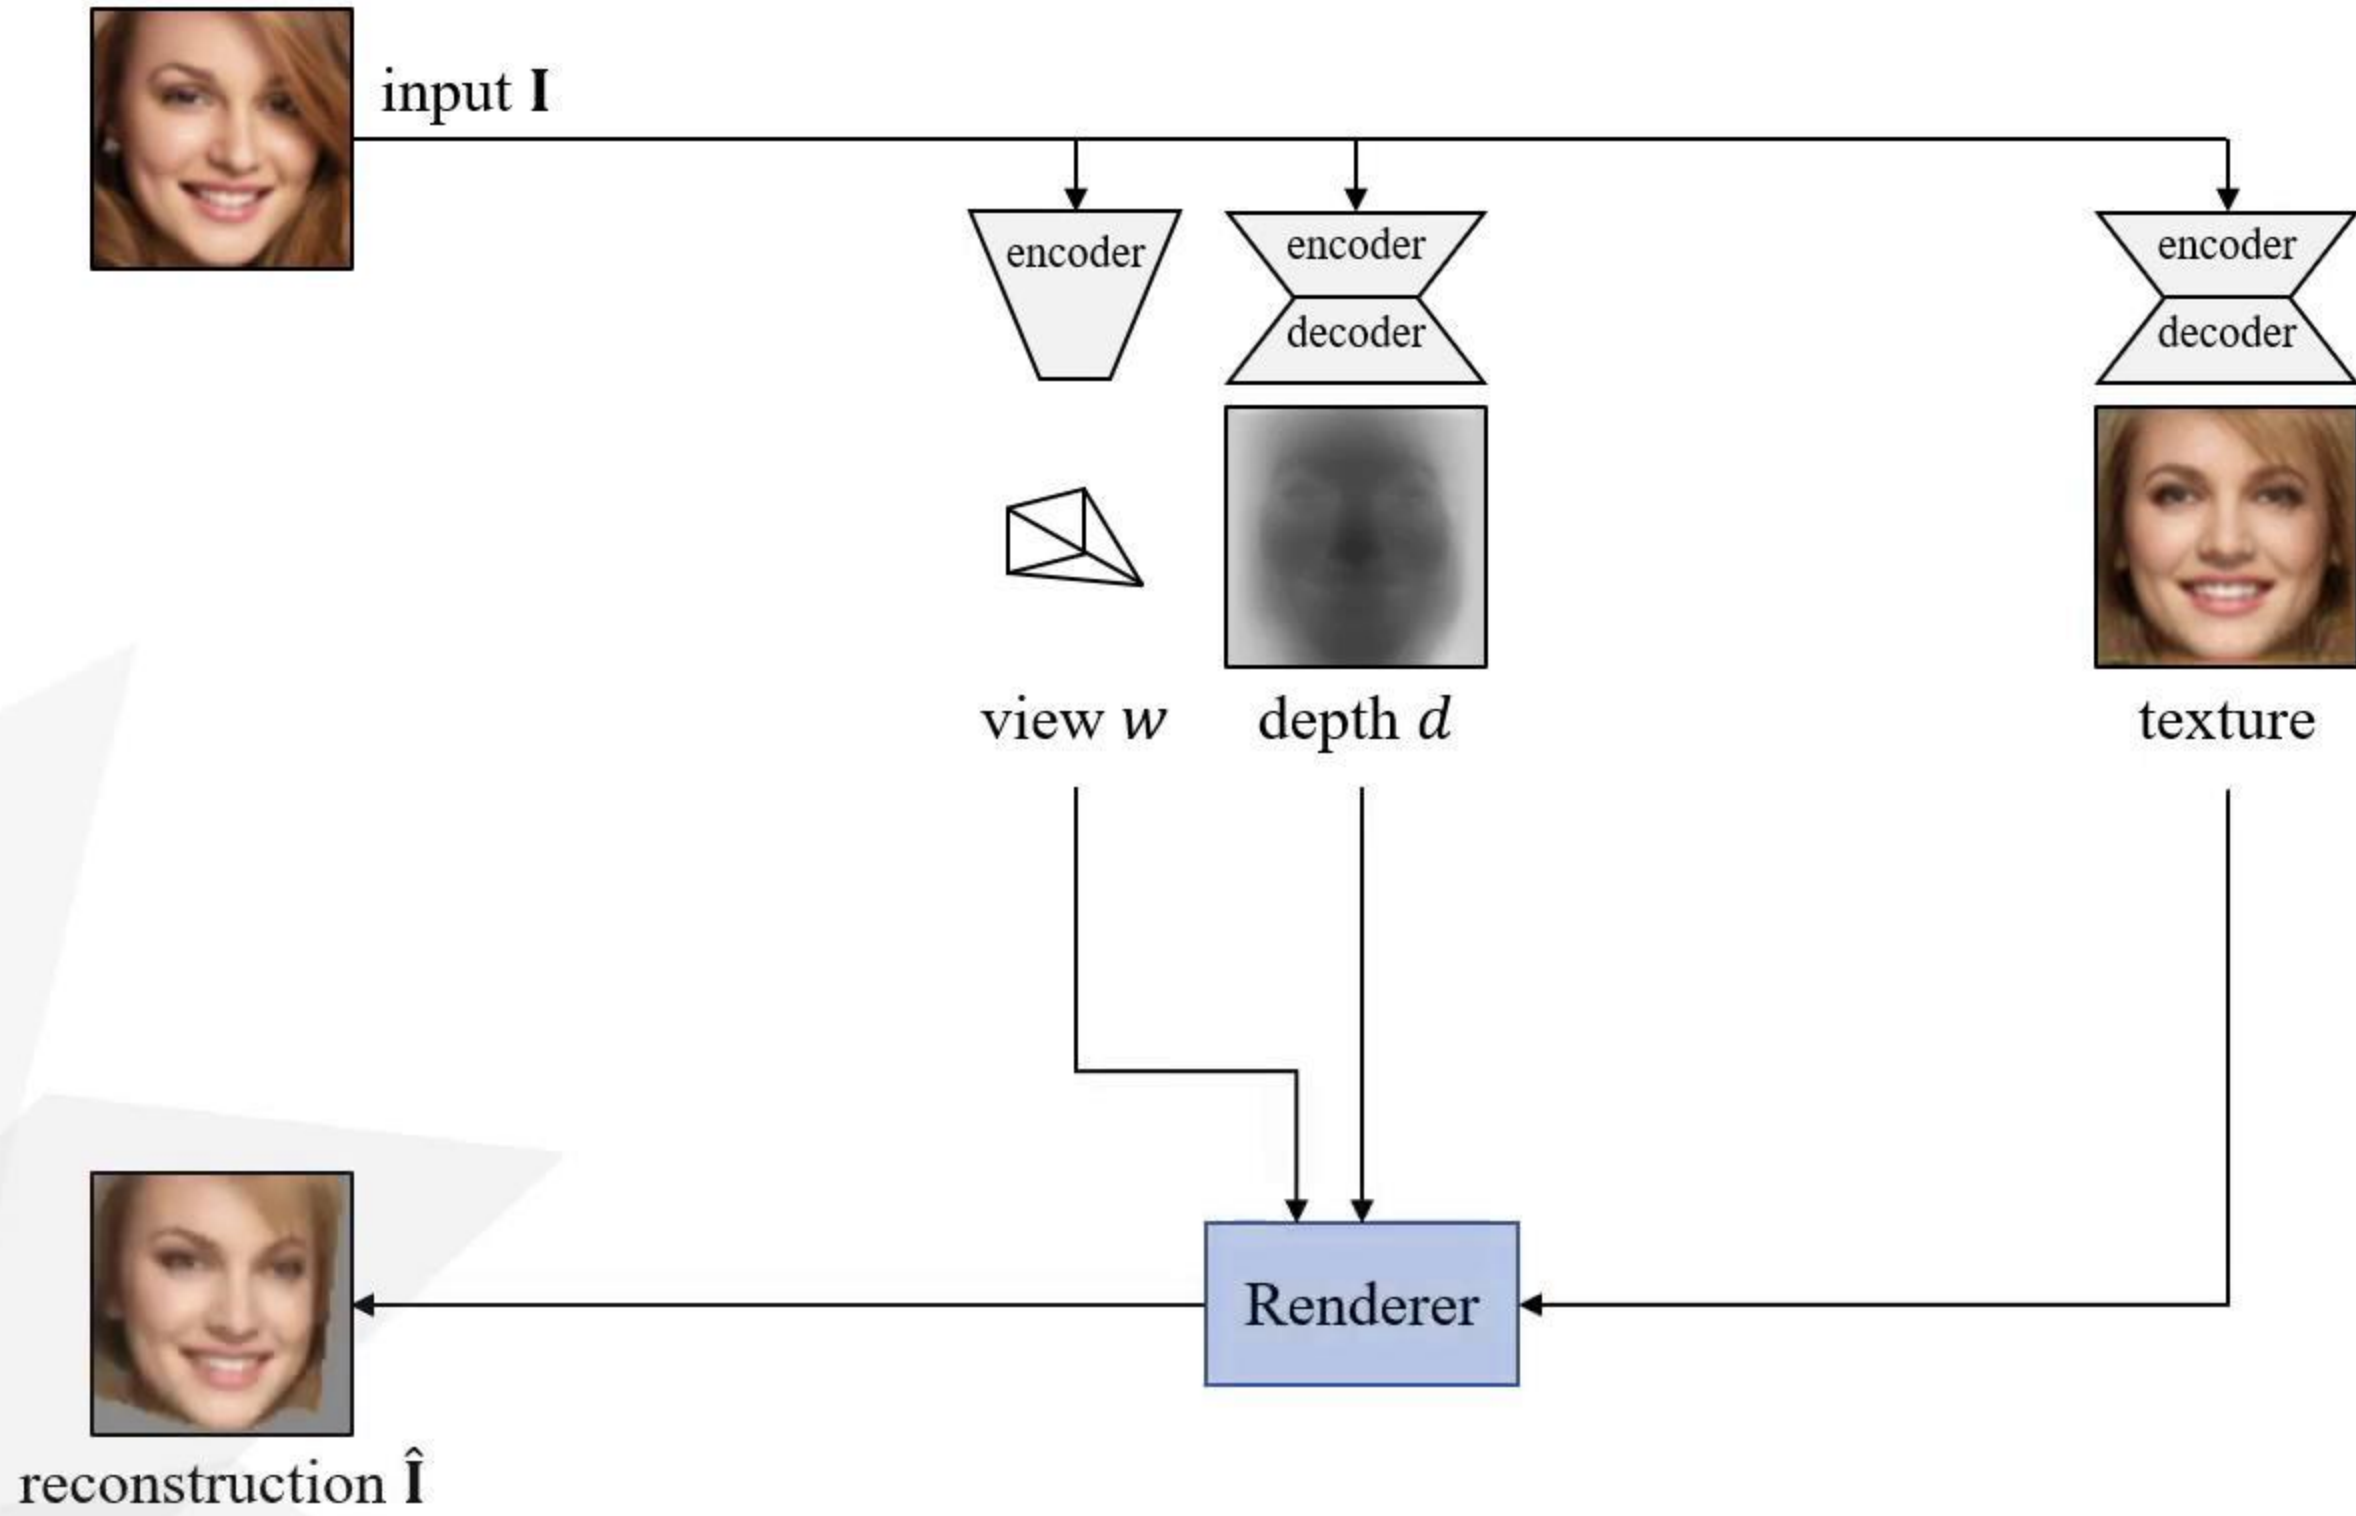 input I
encoder
encoder
decoder
encoder
decoder
view w
depth d
texture
Renderer
reconstruction Î